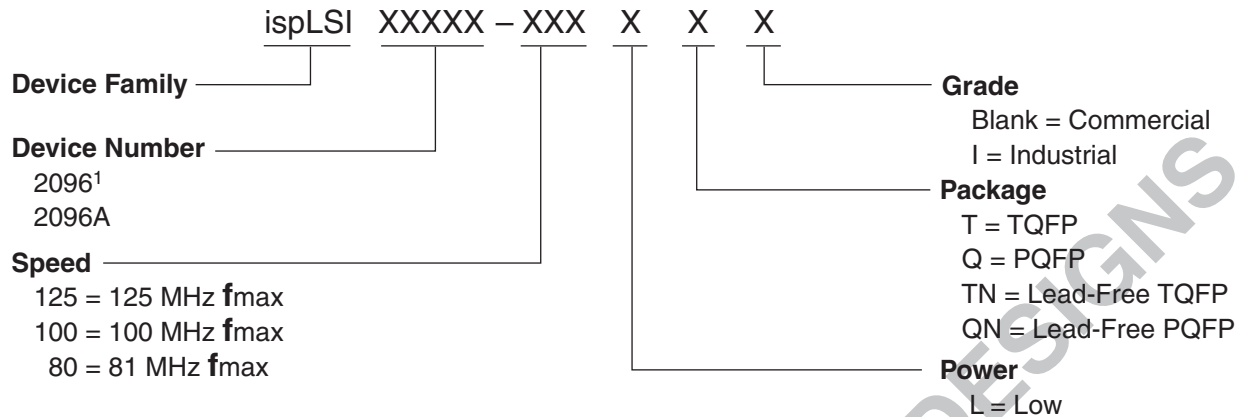 ispLSI XXXXX – XXX X X X
Device Family
Device Number
2096¹
2096A
Speed
125 = 125 MHz fmax
100 = 100 MHz fmax
80 = 81 MHz fmax
Grade
Blank = Commercial
I = Industrial
Package
T = TQFP
Q = PQFP
TN = Lead-Free TQFP
QN = Lead-Free PQFP
Power
L = Low
DESIGNS